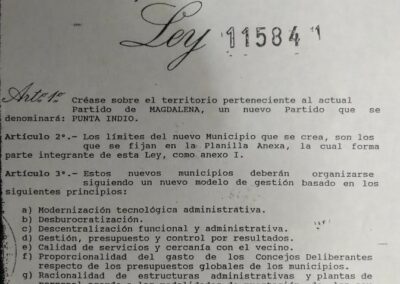 Ley 11584
Arto 1o Créase sobre el territorio perteneciente al actual
Partido de MAGDALENA, un nuevo Partido que se
denominará: PUNTA INDIO.
Artículo 2°.- Los límites del nuevo Municipio que se crea, son los
que se fijan en la Planilla Anexa, la cual forma
parte integrante de esta Ley, como anexo I.
Artículo 3°.- Estos nuevos municipios deberán organizarse
siguiendo un nuevo modelo de gestión basado en los
siguientes principios:
a) Modernización tecnológica administrativa.
b) Desburocratización.
c) Descentralización funcional y administrativa.
d) Gestión, presupuesto y control por resultados.
e) Calidad de servicios y cercanía con el vecino.
f) Proporcionalidad del gasto de los Concejos Deliberantes
respecto de los presupuestos globales de los municipios.
g) Racionalidad de estructuras administrativas y plantas de